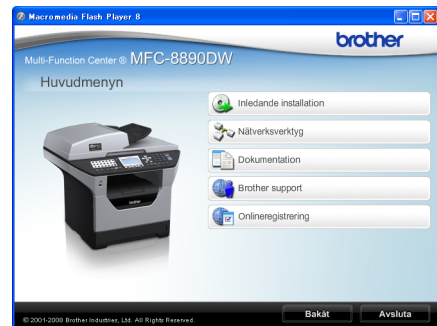 Macromedia Flash Player 8
brother
Multi-Function Center ® MFC-8890DW
Huvudmenyn
Inledande installation
Nätverksverktyg
Dokumentation
Brother support
Onlineregistrering
© 2001-2008 Brother Industries, Ltd. All Rights Reserved.
Bakåt
Avsluta